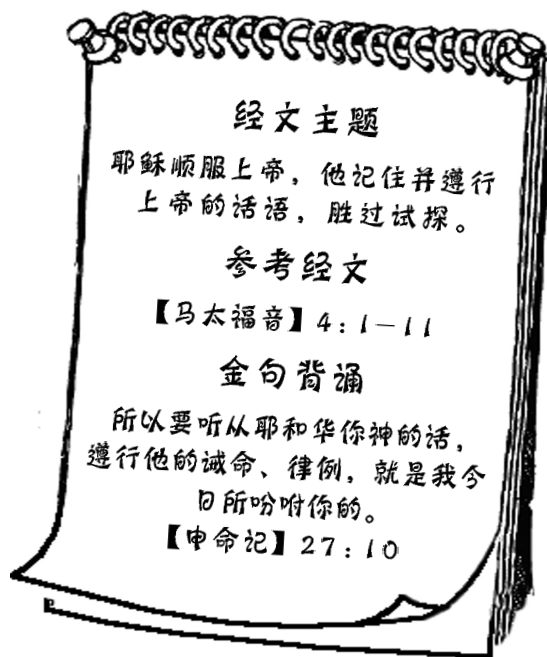 经文主题
耶稣顺服上帝，他记住并遵行
上帝的话语，胜过试探。
参考经文
【马太福音】4：1－11
金句背诵
所以要听从耶和华你神的话，
遵行他的诫命、律例，就是我今
日所吩咐你的。
【申命记】27：10